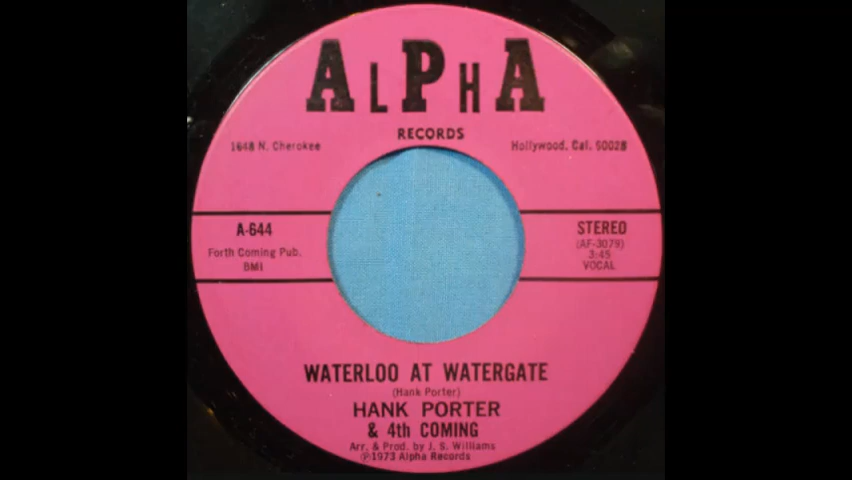 ALPHA
RECORDS
1648 N. Cherokee
Hollywood, Cal. 90028
A-644
Forth Coming Pub.
BMI
STEREO
(AF-3079)
3:45
VOCAL
WATERLOO AT WATERGATE
(Hank Porter)
HANK PORTER
& 4th COMING
Arr. & Prod. by J. S. Williams
℗1973 Alpha Records